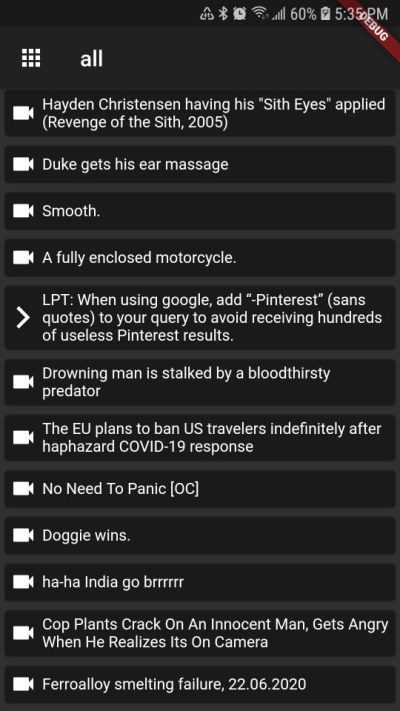 60% 5:35 PM
DEBUG
all
Hayden Christensen having his "Sith Eyes" applied
(Revenge of the Sith, 2005)
Duke gets his ear massage
Smooth.
A fully enclosed motorcycle.
LPT: When using google, add “-Pinterest” (sans
quotes) to your query to avoid receiving hundreds
of useless Pinterest results.
Drowning man is stalked by a bloodthirsty
predator
The EU plans to ban US travelers indefinitely after
haphazard COVID-19 response
No Need To Panic [OC]
Doggie wins.
ha-ha India go brrrrrr
Cop Plants Crack On An Innocent Man, Gets Angry
When He Realizes Its On Camera
Ferroalloy smelting failure, 22.06.2020